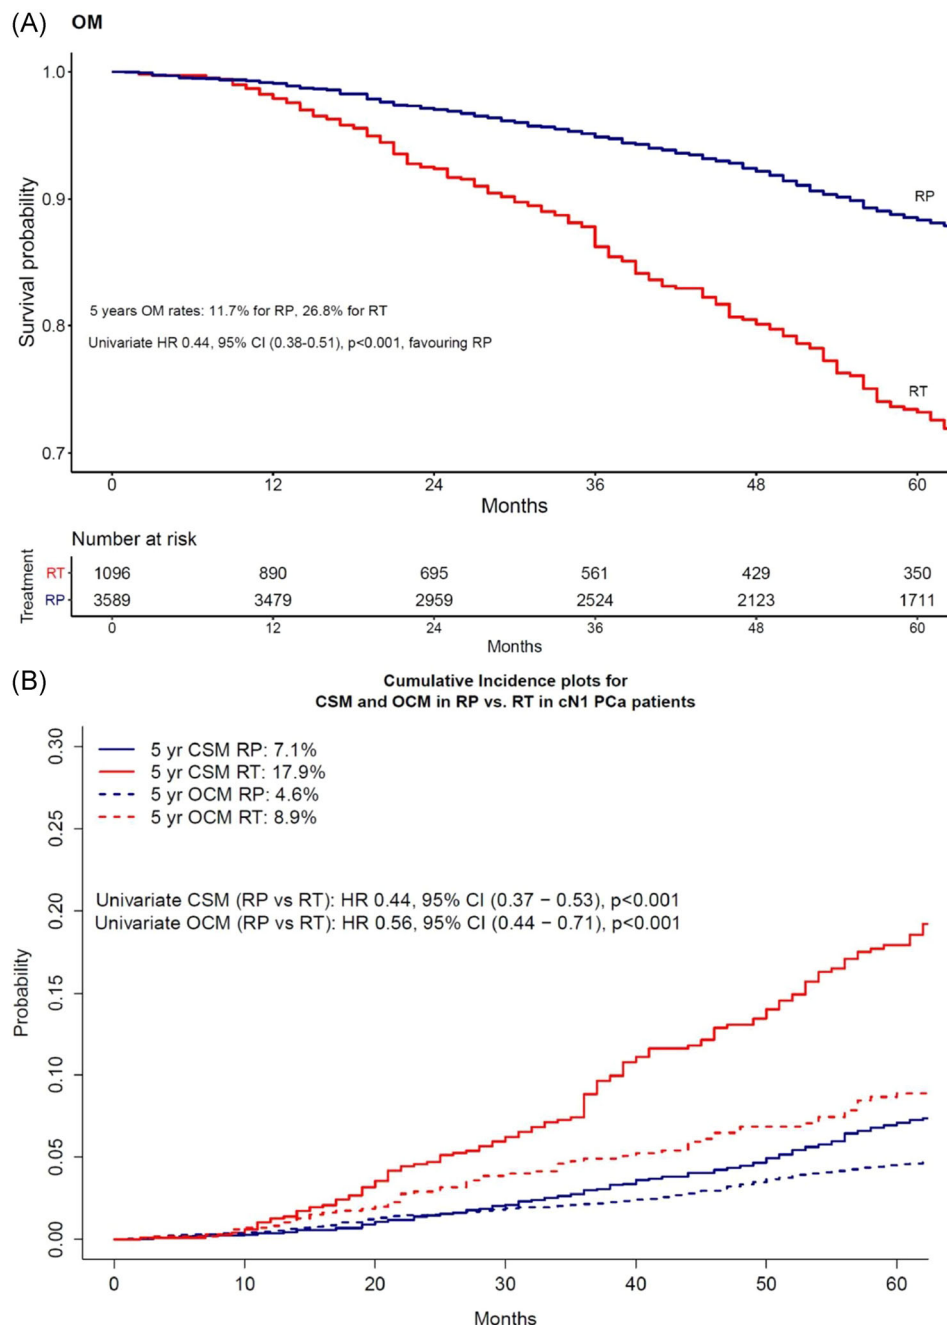 (A) OM
Survival probability
1.0
0.9
0.8
0.7
RP
RT
5 years OM rates: 11.7% for RP, 26.8% for RT
Univariate HR 0.44, 95% CI (0.38-0.51), p<0.001, favouring RP
0 12 24 36 48 60
Months
Number at risk
Treatment
RT 1096 890 695 561 429 350
RP 3589 3479 2959 2524 2123 1711
0 12 24 36 48 60
Months
(B)
Cumulative Incidence plots for
CSM and OCM in RP vs. RT in cN1 PCa patients
Probability
0.30
0.25
0.20
0.15
0.10
0.05
0.00
5 yr CSM RP: 7.1%
5 yr CSM RT: 17.9%
5 yr OCM RP: 4.6%
5 yr OCM RT: 8.9%
Univariate CSM (RP vs RT): HR 0.44, 95% CI (0.37 − 0.53), p<0.001
Univariate OCM (RP vs RT): HR 0.56, 95% CI (0.44 − 0.71), p<0.001
0 10 20 30 40 50 60
Months